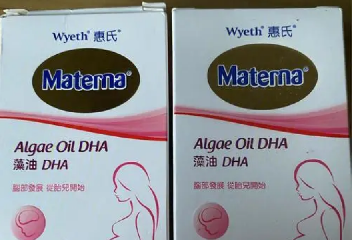 Wyeth® 惠氏®
Materna®
Algae Oil DHA
藻油 DHA
腦部發展 從胎兒開始
Wyeth® 惠氏®
Materna®
Algae Oil DHA
藻油 DHA
腦部發展 從胎兒開始